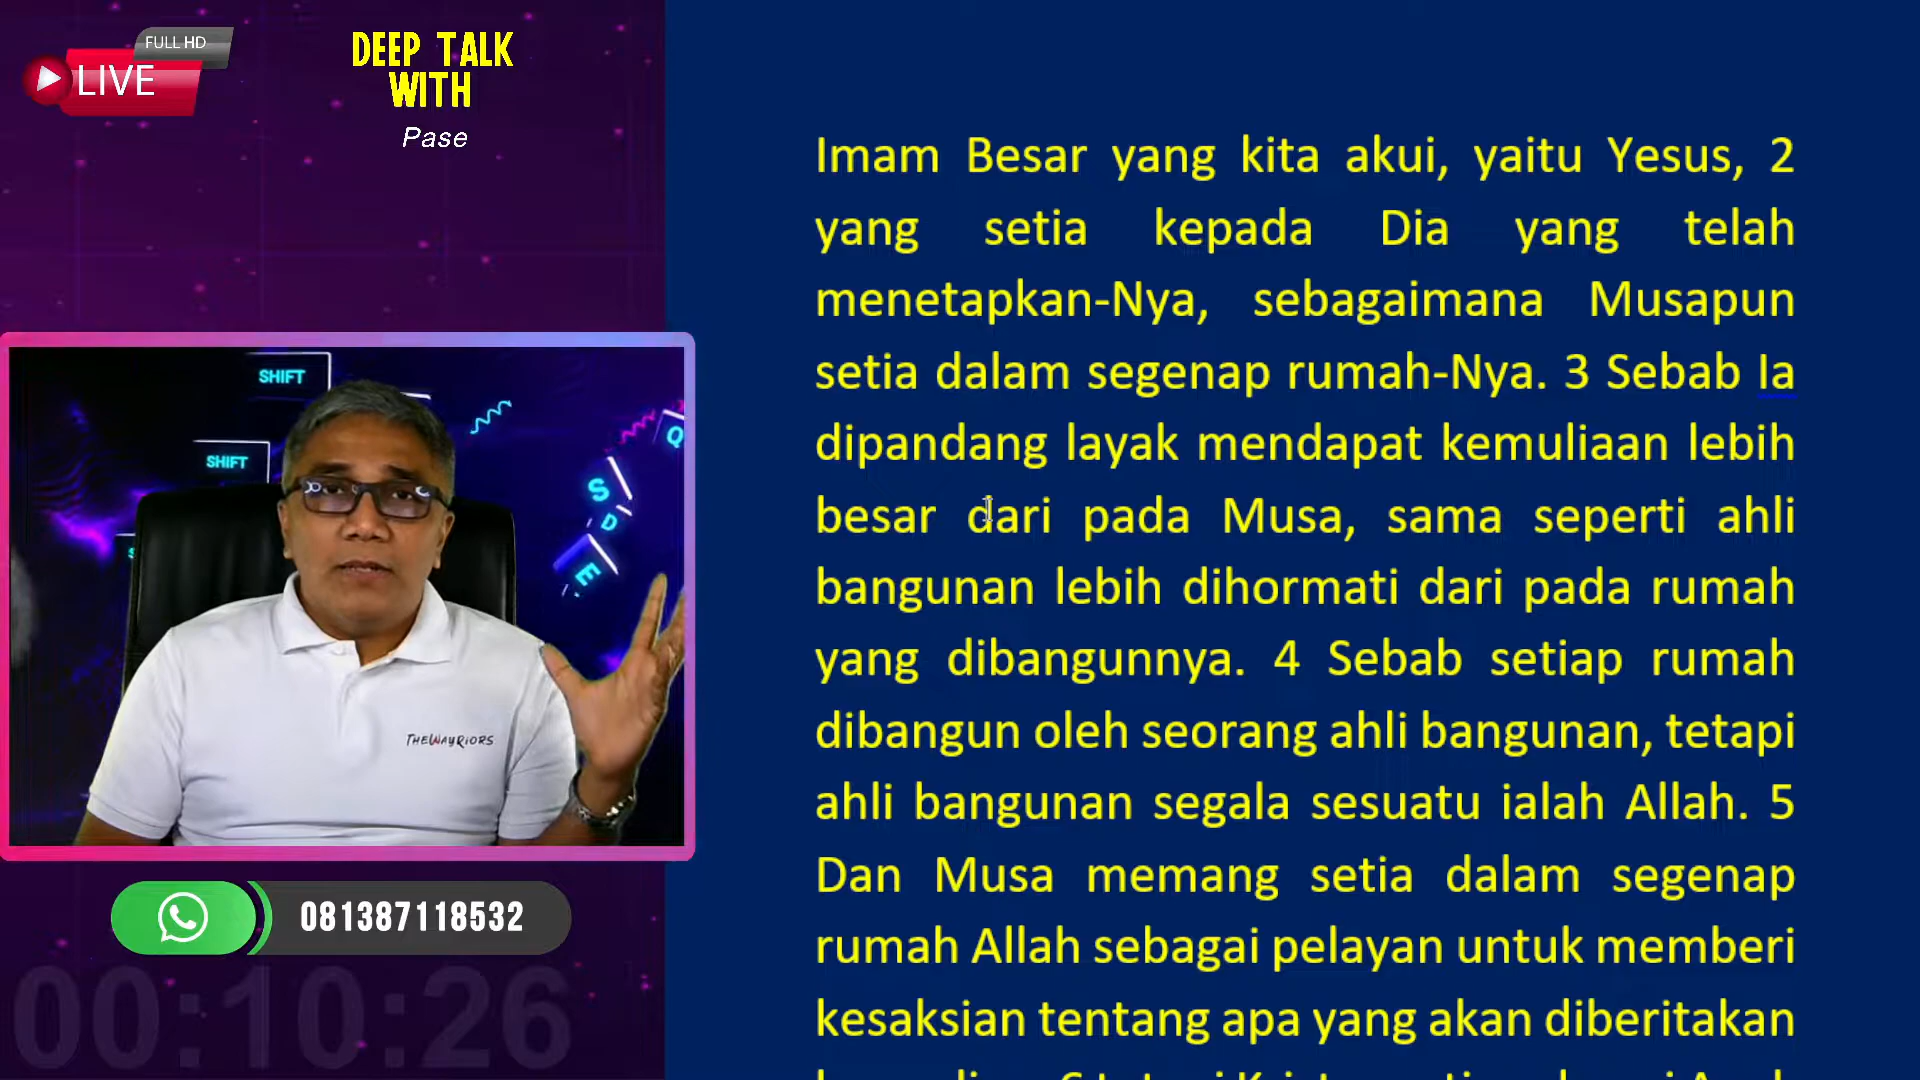 FULL HD
LIVE
DEEP TALK
WITH
Pase
SHIFT
SHIFT
Q
S
D
E
THEWAYRIORS
081387118532
00:10:26
Imam Besar yang kita akui, yaitu Yesus, 2
yang setia kepada Dia yang telah
menetapkan-Nya, sebagaimana Musapun
setia dalam segenap rumah-Nya. 3 Sebab Ia
dipandang layak mendapat kemuliaan lebih
besar dari pada Musa, sama seperti ahli
bangunan lebih dihormati dari pada rumah
yang dibangunnya. 4 Sebab setiap rumah
dibangun oleh seorang ahli bangunan, tetapi
ahli bangunan segala sesuatu ialah Allah. 5
Dan Musa memang setia dalam segenap
rumah Allah sebagai pelayan untuk memberi
kesaksian tentang apa yang akan diberitakan